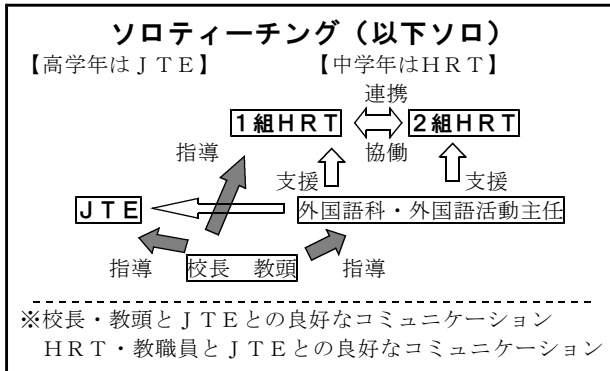 ソロティーチング（以下ソロ）
【高学年はＪＴＥ】　【中学年はＨＲＴ】
連携
１組ＨＲＴ　２組ＨＲＴ
指導　協働
支援　支援
ＪＴＥ　外国語科・外国語活動主任
指導　校長　教頭　指導
※校長・教頭とＪＴＥとの良好なコミュニケーション
ＨＲＴ・教職員とＪＴＥとの良好なコミュニケーション